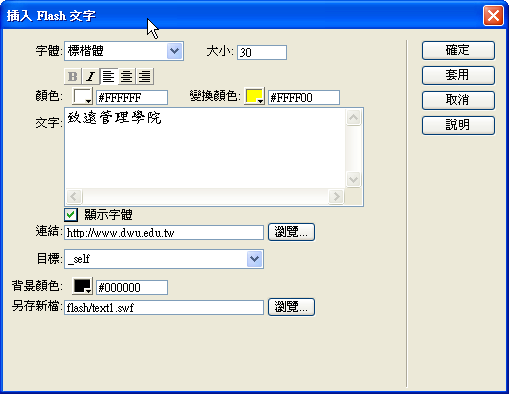 插入 Flash 文字
字體: 標楷體 大小: 30 確定
B I 套用
顏色: #FFFFFF 變換顏色: #FFFF00 取消
文字: 致遠管理學院 說明
顯示字體
連結: http://www.dwu.edu.tw 瀏覽...
目標: _self
背景顏色: #000000
另存新檔: flash/text1.swf 瀏覽...